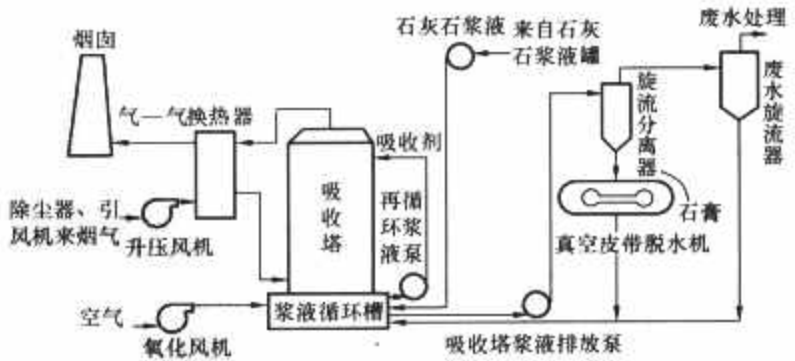 烟囱
气—气换热器
除尘器、引
风机来烟气
升压风机
空气
氧化风机
吸收塔
浆液循环槽
吸收剂
再循
环浆
液泵
石灰石浆液
来自石灰
石浆液罐
吸收塔浆液排放泵
旋流分离器
石膏
真空皮带脱水机
废水处理
废水旋流器